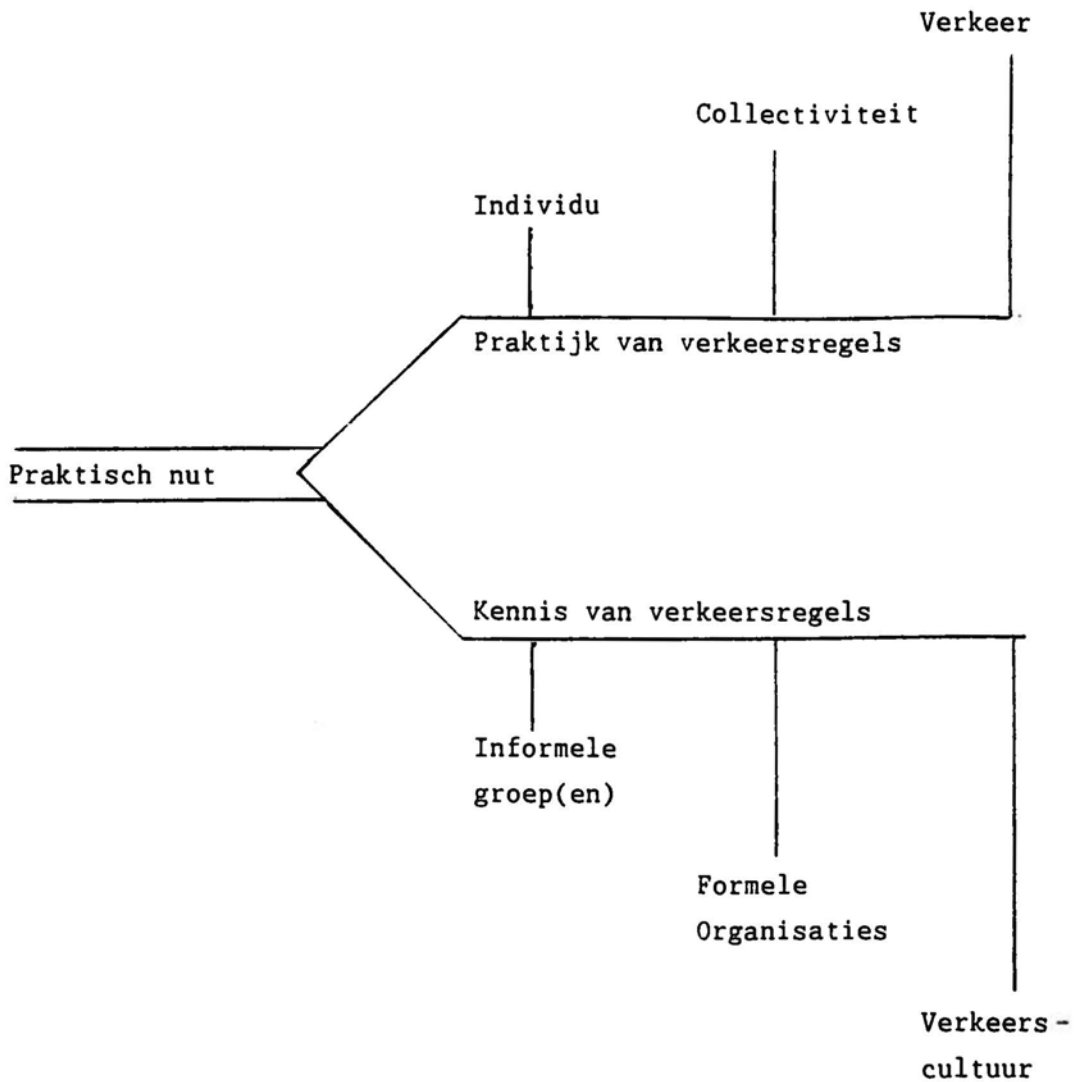 Verkeer
Collectiviteit
Individu
Praktijk van verkeersregels
Praktisch nut
Kennis van verkeersregels
Informele
groep(en)
Formele
Organisaties
Verkeers-
cultuur